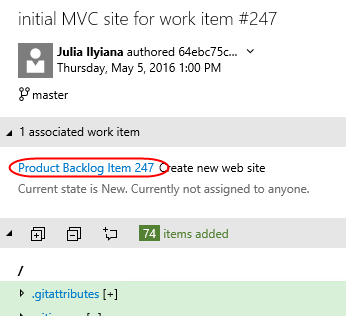 initial MVC site for work item #247
Julia Ilyiana authored 64ebc75c...
Thursday, May 5, 2016 1:00 PM
master
1 associated work item
Product Backlog Item 247 Create new web site
Current state is New. Currently not assigned to anyone.
74 items added
/
.gitattributes [+]